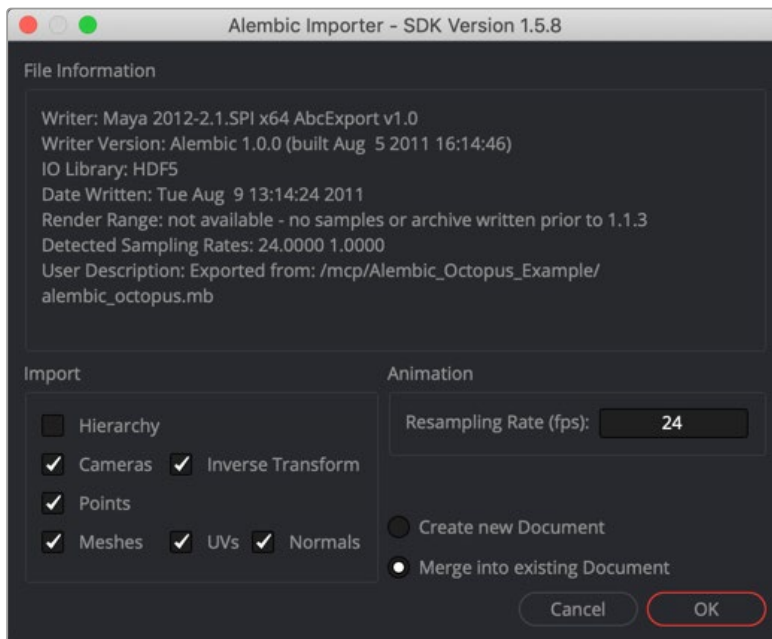 Alembic Importer - SDK Version 1.5.8
File Information
Writer: Maya 2012-2.1.SPI x64 AbcExport v1.0
Writer Version: Alembic 1.0.0 (built Aug  5 2011 16:14:46)
IO Library: HDF5
Date Written: Tue Aug  9 13:14:24 2011
Render Range: not available - no samples or archive written prior to 1.1.3
Detected Sampling Rates: 24.0000 1.0000
User Description: Exported from: /mcp/Alembic_Octopus_Example/
alembic_octopus.mb
Import
Hierarchy
Cameras Inverse Transform
Points
Meshes UVs Normals
Animation
Resampling Rate (fps): 24
Create new Document
Merge into existing Document
Cancel OK